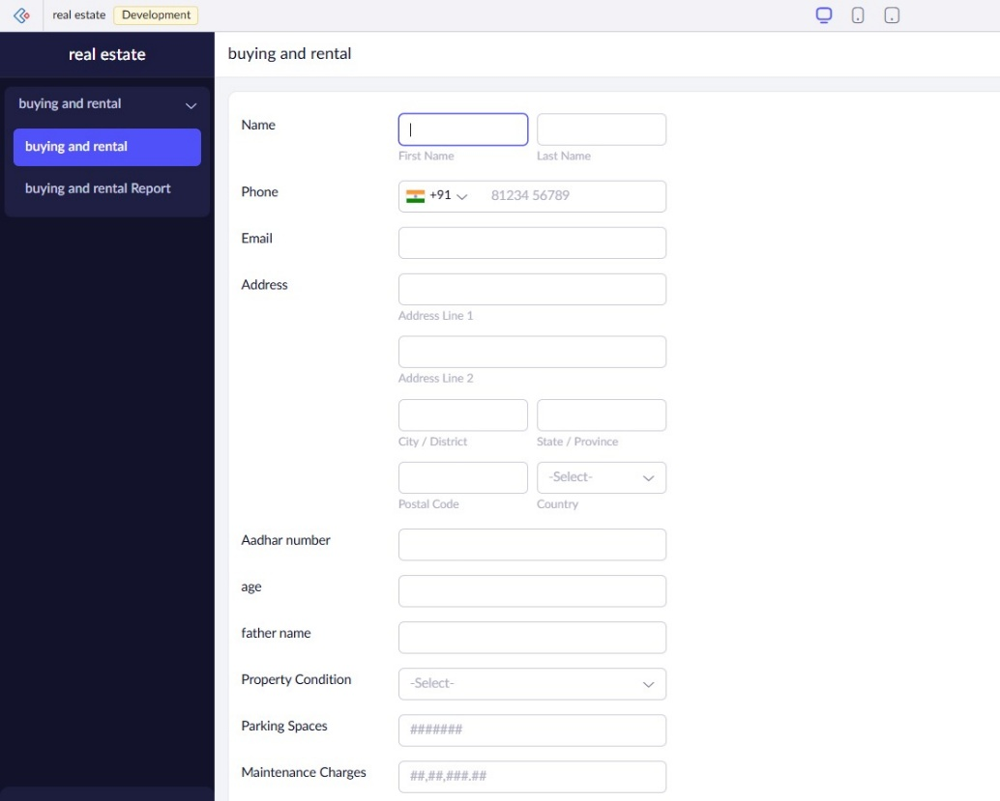 real estate Development
real estate
buying and rental
buying and rental
buying and rental
buying and rental Report
Name
First Name Last Name
Phone +91 81234 56789
Email
Address
Address Line 1
Address Line 2
City / District State / Province
-Select-
Postal Code Country
Aadhar number
age
father name
Property Condition -Select-
Parking Spaces #######
Maintenance Charges ##,##,###.##